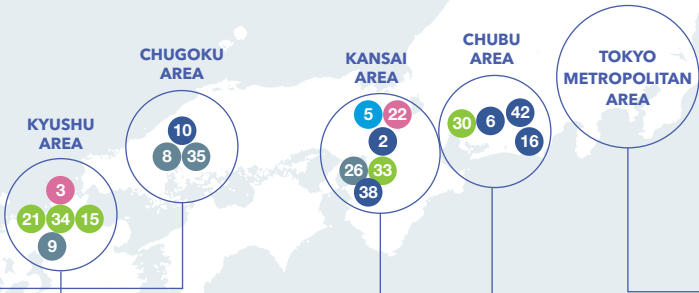 CHUGOKU
AREA
10
8 35
KYUSHU
AREA
3
21 34 15
9
KANSAI
AREA
5 22
2
26 33
38
CHUBU
AREA
30 6 42
16
TOKYO
METROPOLITAN
AREA